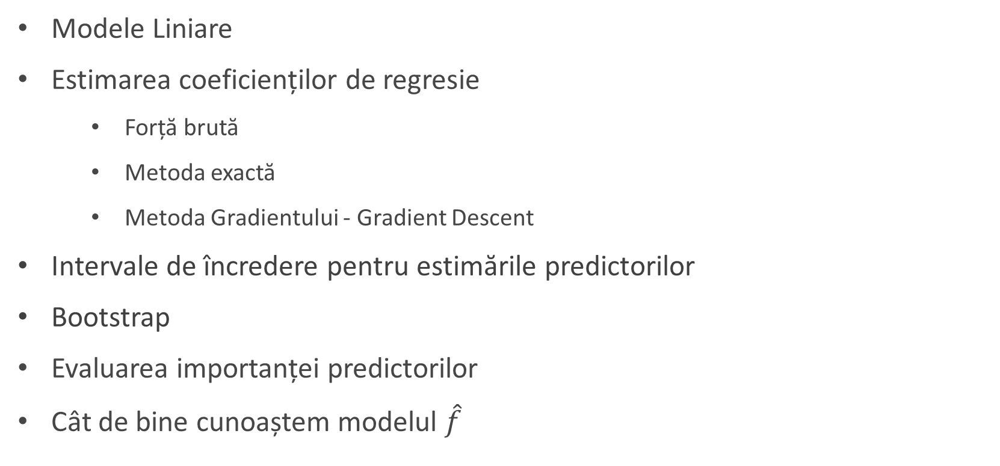 • Modele Liniare
• Estimarea coeficienților de regresie
• Forță brută
• Metoda exactă
• Metoda Gradientului - Gradient Descent
• Intervale de încredere pentru estimările predictorilor
• Bootstrap
• Evaluarea importanței predictorilor
• Cât de bine cunoaștem modelul f̂